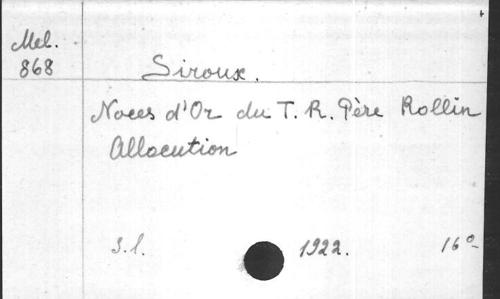 Mel.
868
Siroux.
Noces d'Or du T. R. Père Rollin
Allocution
S.l. 1922. 16°